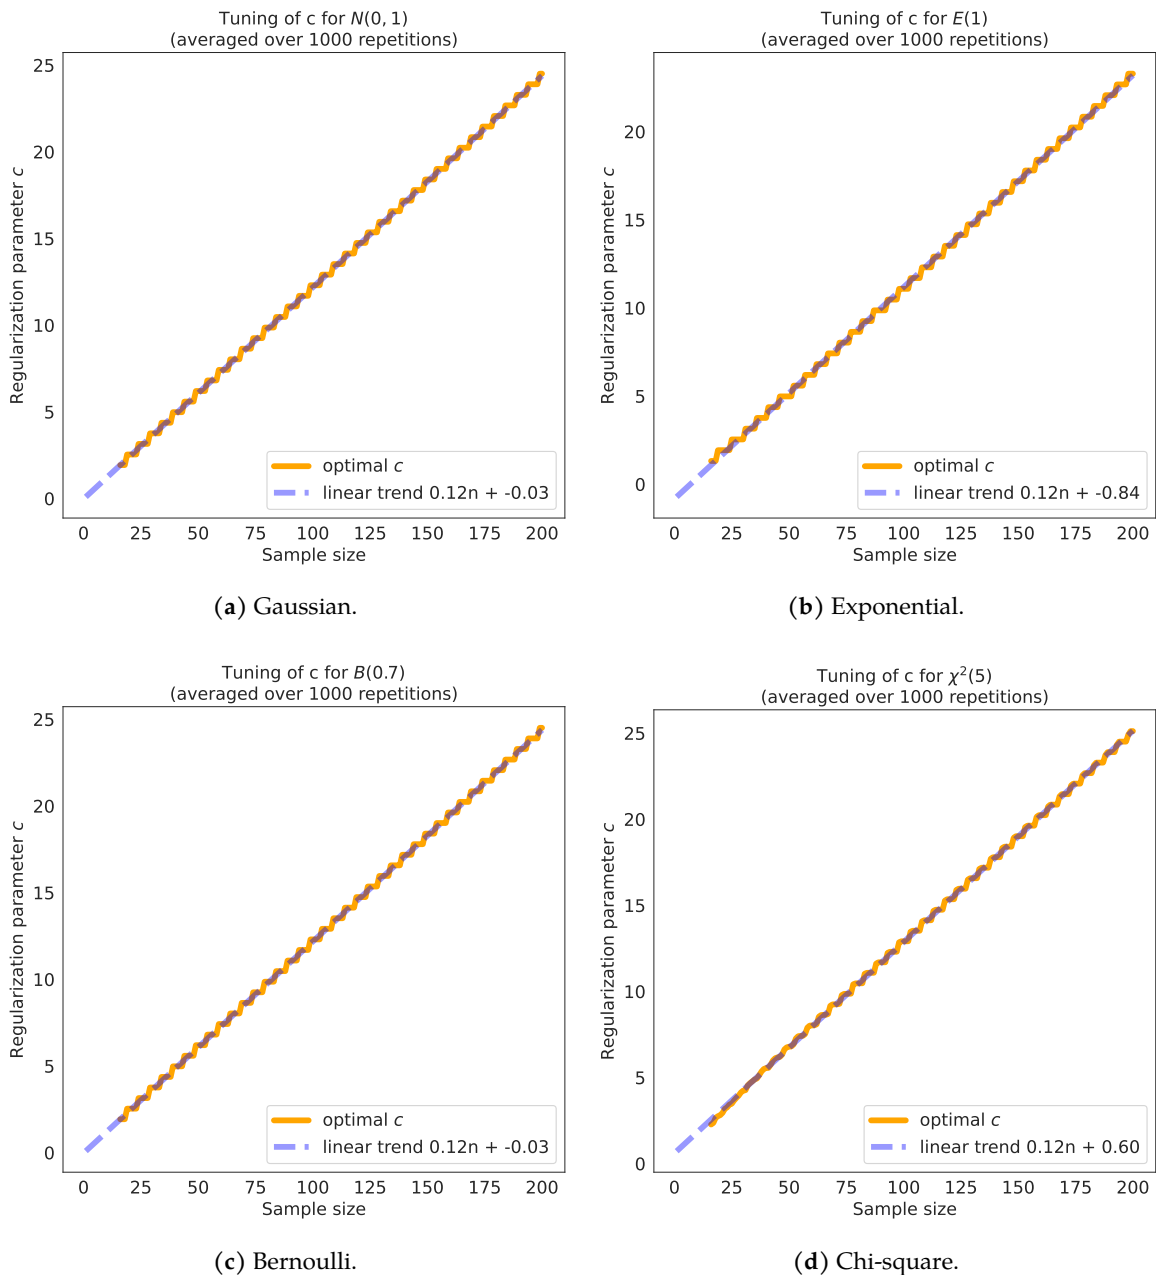 Tuning of c for N(0, 1)
(averaged over 1000 repetitions)
25
20
15
10
5
0
Regularization parameter c
optimal c
linear trend 0.12n + -0.03
0 25 50 75 100 125 150 175 200
Sample size
(a) Gaussian.
Tuning of c for E(1)
(averaged over 1000 repetitions)
20
15
10
5
0
Regularization parameter c
optimal c
linear trend 0.12n + -0.84
0 25 50 75 100 125 150 175 200
Sample size
(b) Exponential.
Tuning of c for B(0.7)
(averaged over 1000 repetitions)
25
20
15
10
5
0
Regularization parameter c
optimal c
linear trend 0.12n + -0.03
0 25 50 75 100 125 150 175 200
Sample size
(c) Bernoulli.
Tuning of c for χ²(5)
(averaged over 1000 repetitions)
25
20
15
10
5
0
Regularization parameter c
optimal c
linear trend 0.12n + 0.60
0 25 50 75 100 125 150 175 200
Sample size
(d) Chi-square.